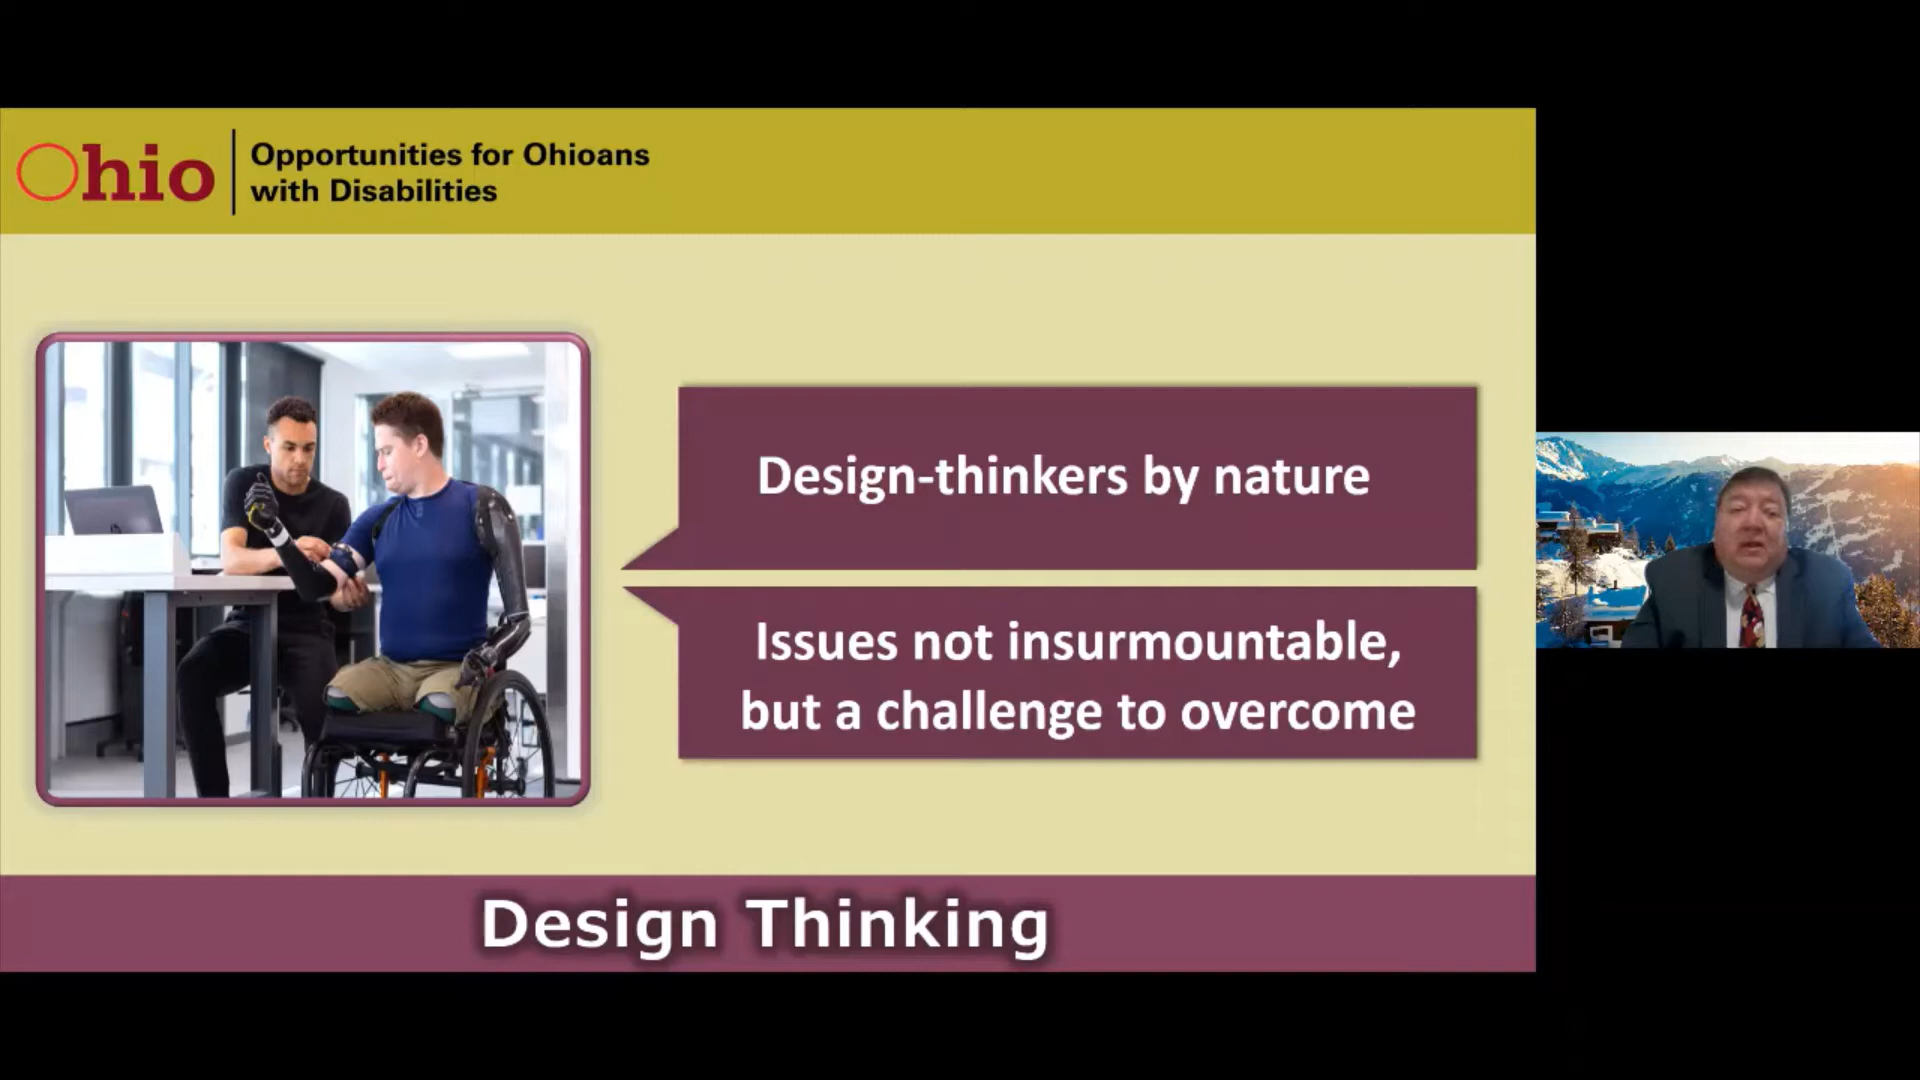 Ohio
Opportunities for Ohioans
with Disabilities
Design-thinkers by nature
Issues not insurmountable,
but a challenge to overcome
Design Thinking